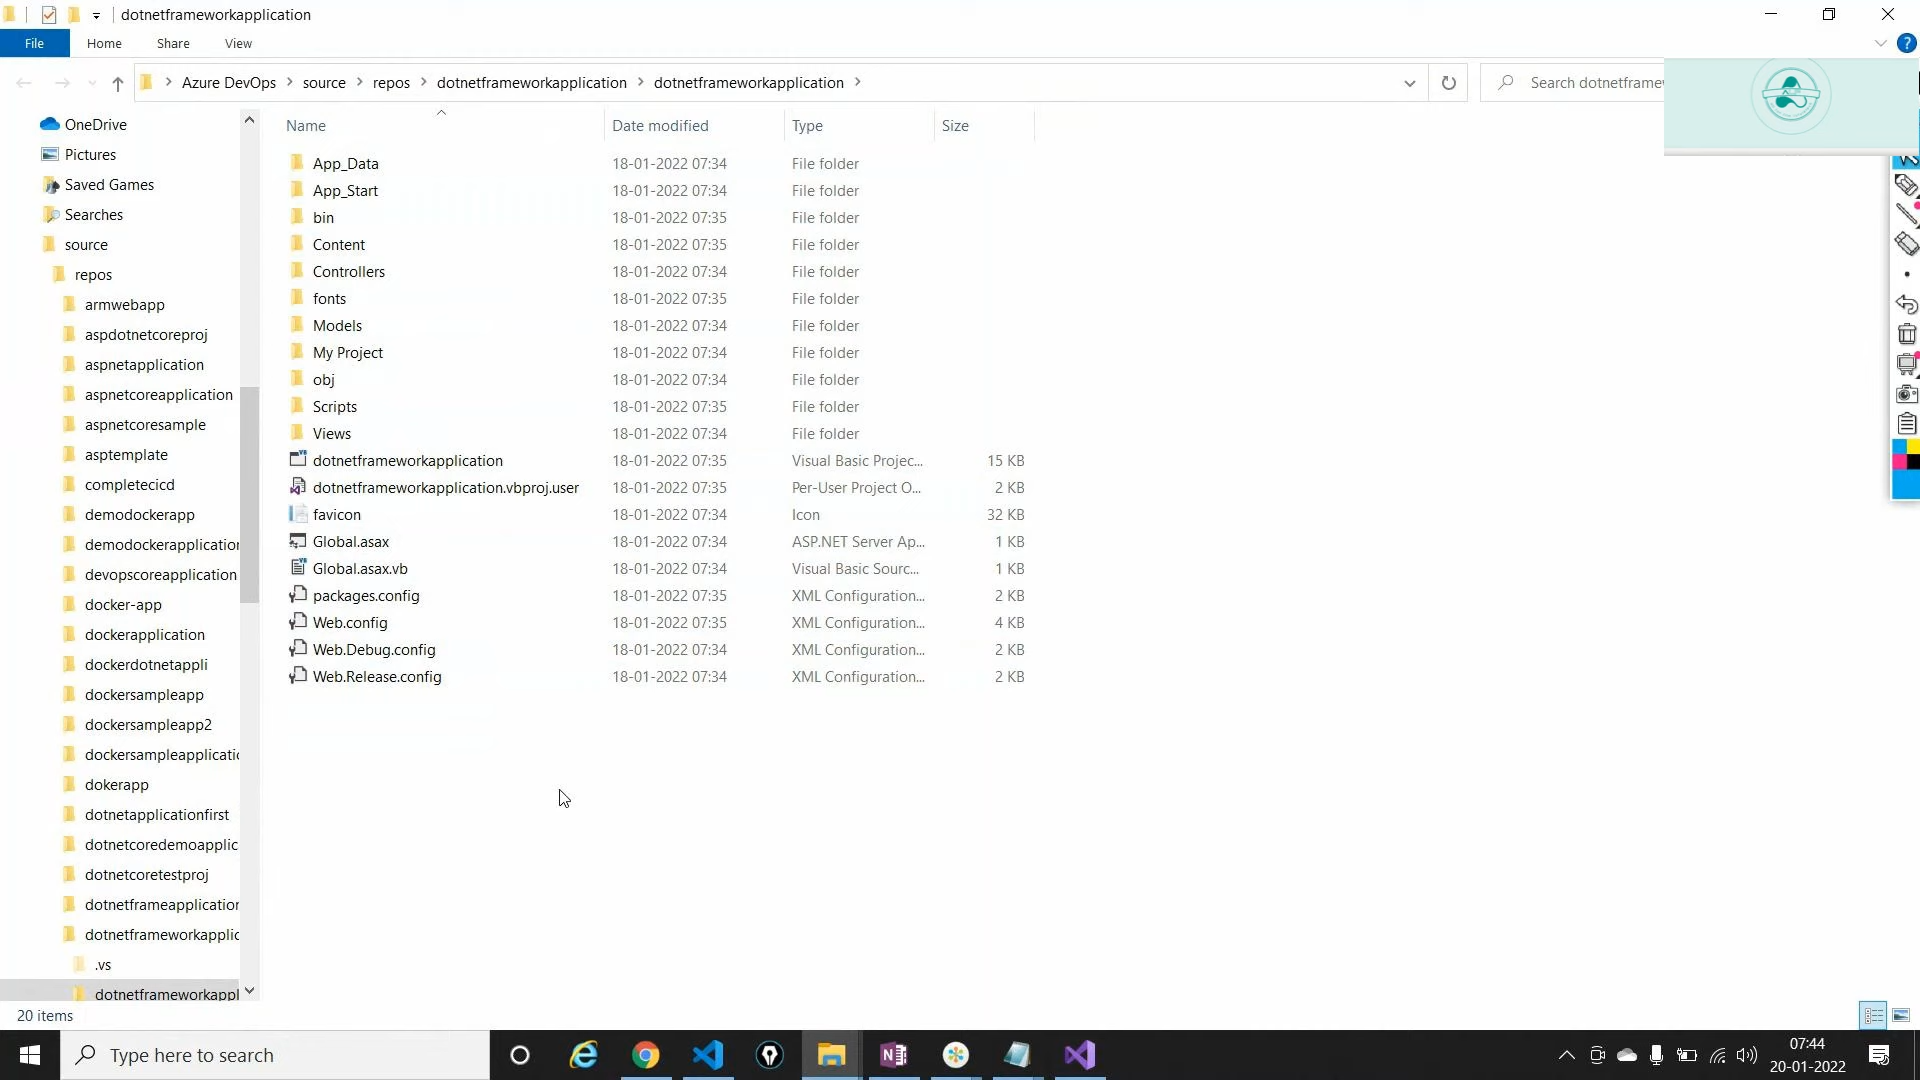 dotnetframeworkapplication
File Home Share View
Azure DevOps source repos dotnetframeworkapplication dotnetframeworkapplication
Search dotnetframew
OneDrive
Pictures
Saved Games
Searches
source
repos
armwebapp
aspdotnetcoreproj
aspnetapplication
aspnetcoreapplication
aspnetcoresample
asptemplate
completecicd
demodockerapp
demodockerapplication
devopscoreapplication
docker-app
dockerapplication
dockerdotnetappli
dockersampleapp
dockersampleapp2
dockersampleapplicatio
dokerapp
dotnetapplicationfirst
dotnetcoredemoapplic
dotnetcoretestproj
dotnetframeapplication
dotnetframeworkapplic
.vs
dotnetframeworkappl
Name Date modified Type Size
App_Data 18-01-2022 07:34 File folder
App_Start 18-01-2022 07:34 File folder
bin 18-01-2022 07:35 File folder
Content 18-01-2022 07:35 File folder
Controllers 18-01-2022 07:34 File folder
fonts 18-01-2022 07:35 File folder
Models 18-01-2022 07:34 File folder
My Project 18-01-2022 07:34 File folder
obj 18-01-2022 07:34 File folder
Scripts 18-01-2022 07:35 File folder
Views 18-01-2022 07:34 File folder
dotnetframeworkapplication 18-01-2022 07:35 Visual Basic Projec... 15 KB
dotnetframeworkapplication.vbproj.user 18-01-2022 07:35 Per-User Project O... 2 KB
favicon 18-01-2022 07:34 Icon 32 KB
Global.asax 18-01-2022 07:34 ASP.NET Server Ap... 1 KB
Global.asax.vb 18-01-2022 07:34 Visual Basic Sourc... 1 KB
packages.config 18-01-2022 07:35 XML Configuration... 2 KB
Web.config 18-01-2022 07:35 XML Configuration... 4 KB
Web.Debug.config 18-01-2022 07:34 XML Configuration... 2 KB
Web.Release.config 18-01-2022 07:34 XML Configuration... 2 KB
20 items
Type here to search
07:44
20-01-2022